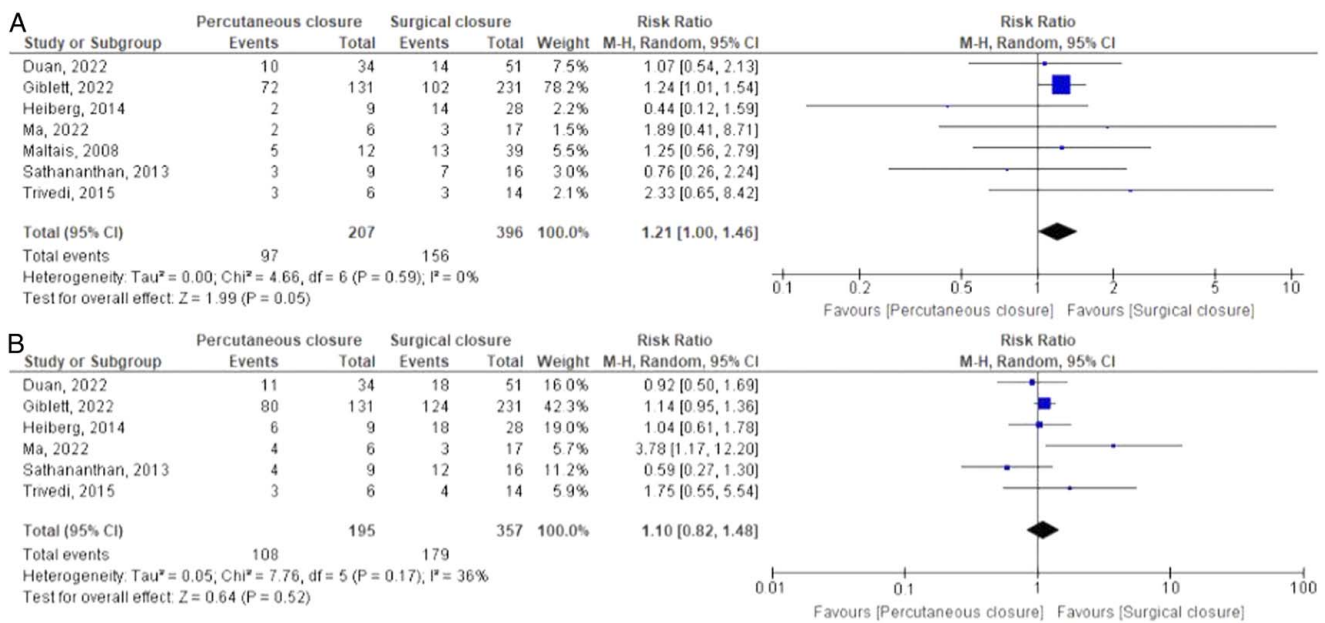 A
Percutaneous closure Surgical closure Risk Ratio Risk Ratio
Study or Subgroup Events Total Events Total Weight M-H, Random, 95% CI M-H, Random, 95% CI
Duan, 2022 10 34 14 51 7.5% 1.07 [0.54, 2.13]
Giblett, 2022 72 131 102 231 78.2% 1.24 [1.01, 1.54]
Heiberg, 2014 2 9 14 28 2.2% 0.44 [0.12, 1.59]
Ma, 2022 2 6 3 17 1.5% 1.89 [0.41, 8.71]
Maltais, 2008 5 12 13 39 5.5% 1.25 [0.56, 2.79]
Sathananthan, 2013 3 9 7 16 3.0% 0.76 [0.26, 2.24]
Trivedi, 2015 3 6 3 14 2.1% 2.33 [0.65, 8.42]
Total (95% CI) 207 396 100.0% 1.21 [1.00, 1.46]
Total events 97 156
Heterogeneity: Tau² = 0.00; Chi² = 4.66, df = 6 (P = 0.59); I² = 0%
Test for overall effect: Z = 1.99 (P = 0.05)
0.1 0.2 0.5 1 2 5 10
Favours [Percutaneous closure] Favours [Surgical closure]
B
Percutaneous closure Surgical closure Risk Ratio Risk Ratio
Study or Subgroup Events Total Events Total Weight M-H, Random, 95% CI M-H, Random, 95% CI
Duan, 2022 11 34 18 51 16.0% 0.92 [0.50, 1.69]
Giblett, 2022 80 131 124 231 42.3% 1.14 [0.95, 1.36]
Heiberg, 2014 6 9 18 28 19.0% 1.04 [0.61, 1.78]
Ma, 2022 4 6 3 17 5.7% 3.78 [1.17, 12.20]
Sathananthan, 2013 4 9 12 16 11.2% 0.59 [0.27, 1.30]
Trivedi, 2015 3 6 4 14 5.9% 1.75 [0.55, 5.54]
Total (95% CI) 195 357 100.0% 1.10 [0.82, 1.48]
Total events 108 179
Heterogeneity: Tau² = 0.05; Chi² = 7.76, df = 5 (P = 0.17); I² = 36%
Test for overall effect: Z = 0.64 (P = 0.52)
0.01 0.1 1 10 100
Favours [Percutaneous closure] Favours [Surgical closure]